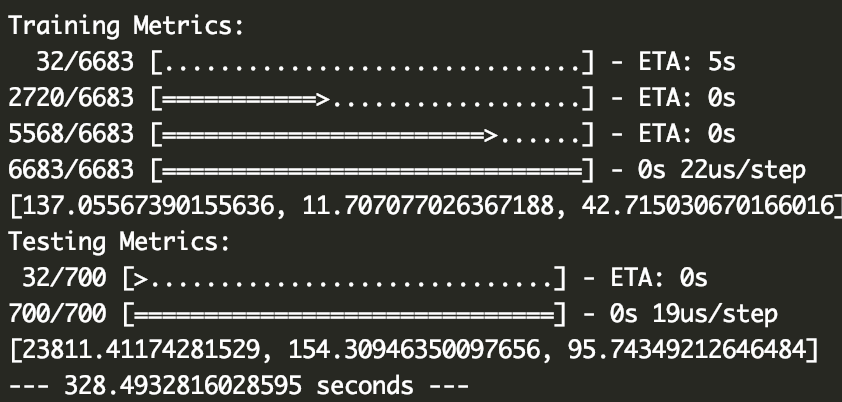 Training Metrics:
  32/6683 [..............................] - ETA: 5s
2720/6683 [===========>..................] - ETA: 0s
5568/6683 [=======================>......] - ETA: 0s
6683/6683 [==============================] - 0s 22us/step
[137.05567390155636, 11.707077026367188, 42.715030670166016]
Testing Metrics:
 32/700 [>.............................] - ETA: 0s
700/700 [==============================] - 0s 19us/step
[23811.41174281529, 154.30946350097656, 95.74349212646484]
--- 328.4932816028595 seconds ---